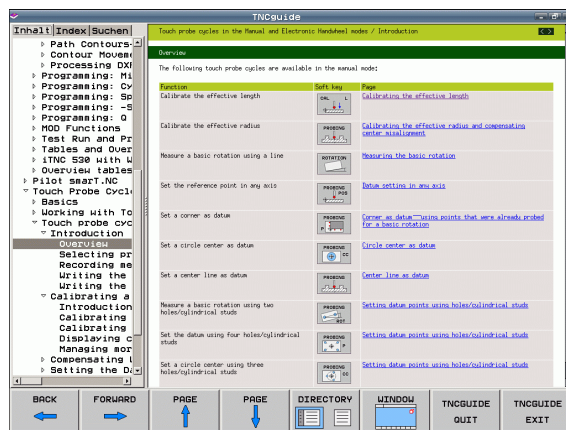 TNCguide
Inhalt Index Suchen
Touch probe cycles in the Manual and Electronic Handwheel modes / Introduction
Path Contours-
Contour Moveme
Processing DXF
Programming: Mi
Programming: Cy
Programming: Sp
Programming: -S
Programming: Q
MOD Functions
Test Run and Pr
Tables and Over
iTNC 530 with W
Overview tables
Pilot smarT.NC
Touch Probe Cycl
Basics
Working with To
Touch probe cyc
Introduction
Overview
Selecting pr
Recording me
Writing the
Writing the
Calibrating a
Introduction
Calibrating
Calibrating
Displaying c
Managing mor
Compensating W
Setting the Da
Overview
The following touch probe cycles are available in the manual mode:
Function Soft key Page
Calibrate the effective length CAL L Calibrating the effective length
Calibrate the effective radius PROBING Calibrating the effective radius and compensating
center misalignment
Measure a basic rotation using a line ROTATION Measuring the basic rotation
Set the reference point in any axis PROBING POS Datum setting in any axis
Set a corner as datum PROBING P Corner as datum using points that were already probed
for a basic rotation
Set a circle center as datum PROBING CC Circle center as datum
Set a center line as datum PROBING Center line as datum
Measure a basic rotation using two
holes/cylindrical studs PROBING ROT Setting datum points using holes/cylindrical studs
Set the datum using four holes/cylindrical
studs PROBING P Setting datum points using holes/cylindrical studs
Set a circle center using three
holes/cylindrical studs PROBING CC Setting datum points using holes/cylindrical studs
BACK FORWARD PAGE PAGE DIRECTORY WINDOW TNCGUIDE TNCGUIDE
QUIT EXIT